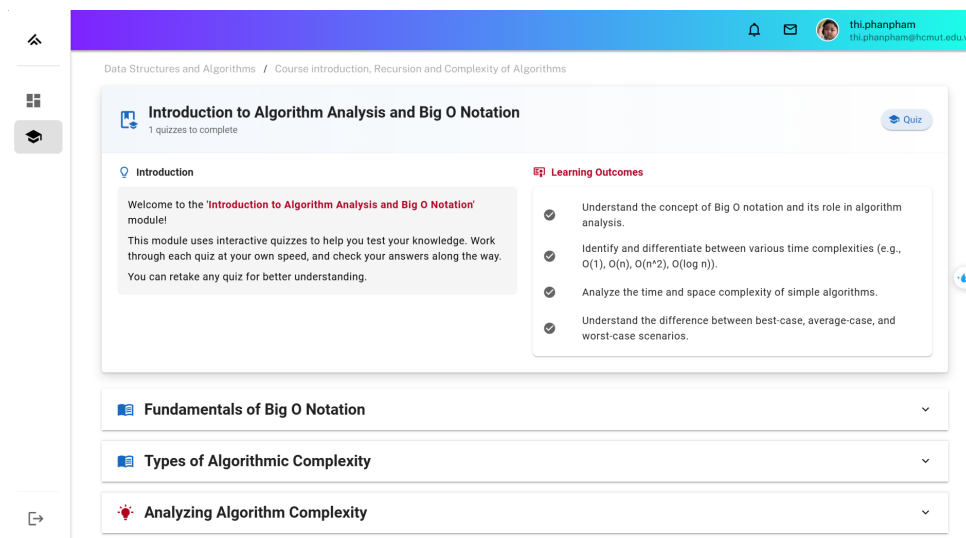 thi.phanpham
thi.phanpham@hcmut.edu.v
Data Structures and Algorithms / Course introduction, Recursion and Complexity of Algorithms
Introduction to Algorithm Analysis and Big O Notation
1 quizzes to complete
Quiz
Introduction
Welcome to the 'Introduction to Algorithm Analysis and Big O Notation'
module!
This module uses interactive quizzes to help you test your knowledge. Work
through each quiz at your own speed, and check your answers along the way.
You can retake any quiz for better understanding.
Learning Outcomes
Understand the concept of Big O notation and its role in algorithm
analysis.
Identify and differentiate between various time complexities (e.g.,
O(1), O(n), O(n^2), O(log n)).
Analyze the time and space complexity of simple algorithms.
Understand the difference between best-case, average-case, and
worst-case scenarios.
Fundamentals of Big O Notation
Types of Algorithmic Complexity
Analyzing Algorithm Complexity